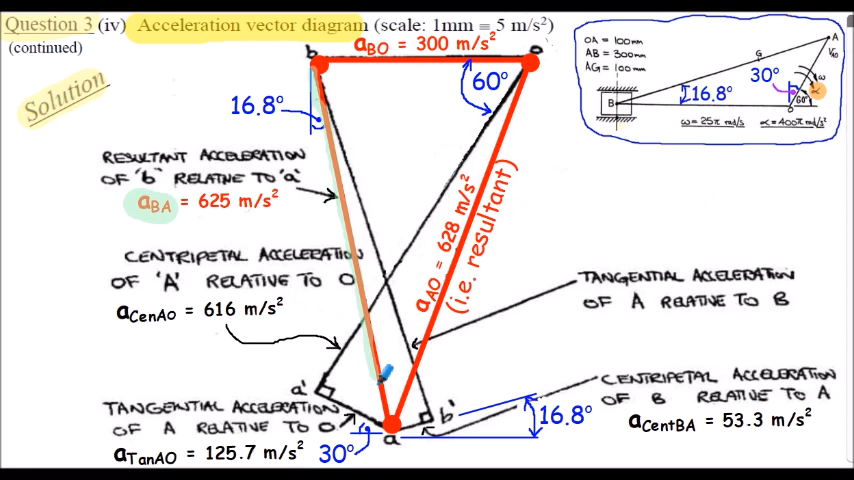 Question 3 (iv) Acceleration vector diagram (scale: 1mm ≡ 5 m/s²)
(continued)
Solution
b
aBO = 300 m/s²
o
60°
16.8°
RESULTANT ACCELERATION
OF 'b' RELATIVE TO 'a'
aBA = 625 m/s²
CENTRIPETAL ACCELERATION
OF 'A' RELATIVE TO O
aCenAO = 616 m/s²
aAO = 628 m/s²
(i.e. resultant)
TANGENTIAL ACCELERATION
OF A RELATIVE TO B
a'
TANGENTIAL ACCELERATION
OF A RELATIVE TO O
aTanAO = 125.7 m/s²
30°
a
b'
16.8°
CENTRIPETAL ACCELERATION
OF B RELATIVE TO A
aCentBA = 53.3 m/s²
OA = 100mm
AB = 300mm
AG = 100mm
A
G
30°
ω
α
16.8°
B
O
60°
ω = 25π rad/s α = 400π rad/s²